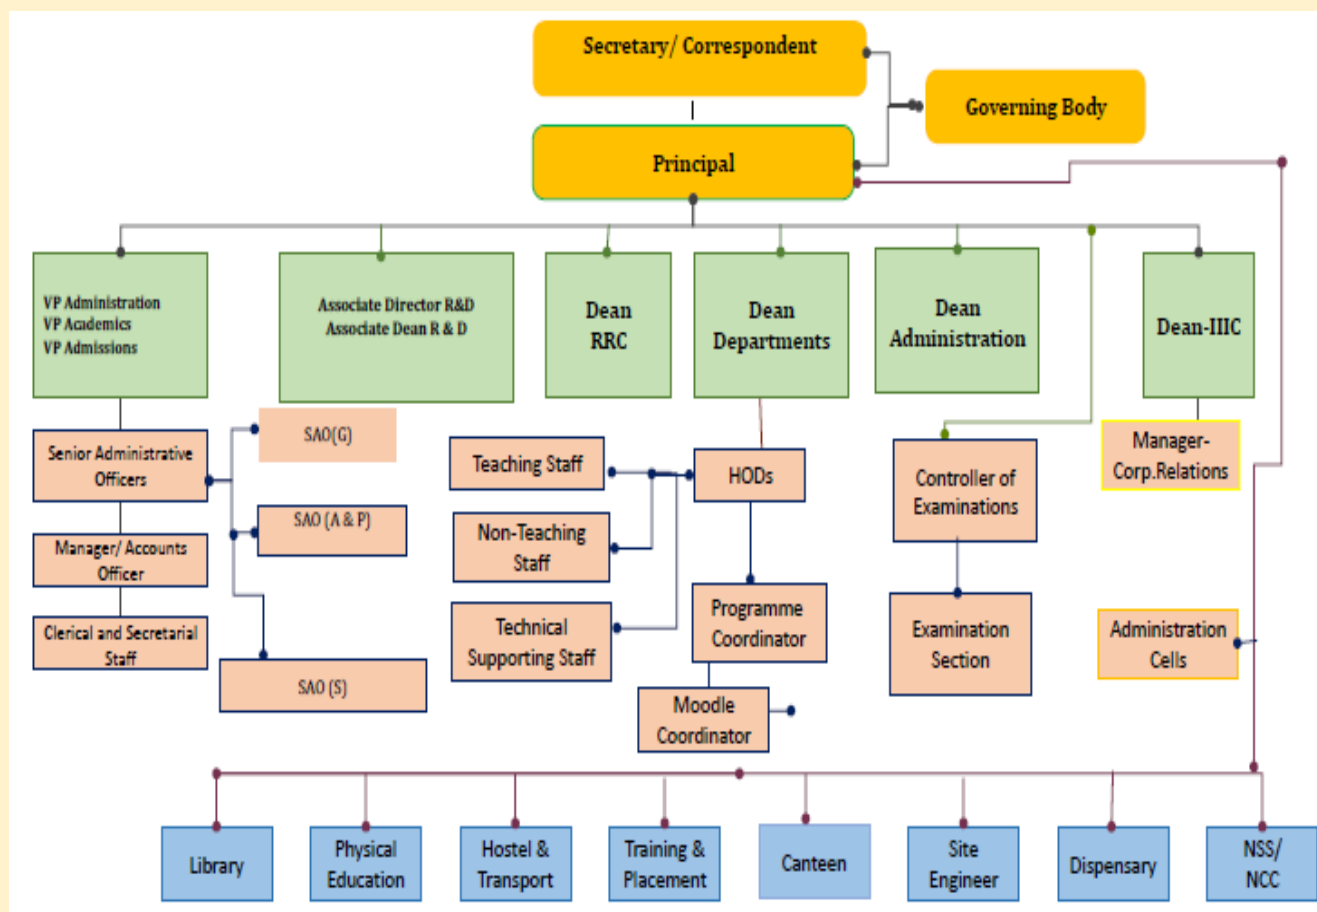 Secretary/ Correspondent
Governing Body
Principal
VP Administration
VP Academics
VP Admissions
Associate Director R&D
Associate Dean R & D
Dean
RRC
Dean
Departments
Dean
Administration
Dean-IIIC
Senior Administrative
Officers
SAO(G)
SAO (A & P)
Manager/ Accounts
Officer
Clerical and Secretarial
Staff
SAO (S)
Teaching Staff
Non-Teaching
Staff
Technical
Supporting Staff
HODs
Programme
Coordinator
Moodle
Coordinator
Controller of
Examinations
Examination
Section
Manager-
Corp.Relations
Administration
Cells
Library
Physical
Education
Hostel &
Transport
Training &
Placement
Canteen
Site
Engineer
Dispensary
NSS/
NCC